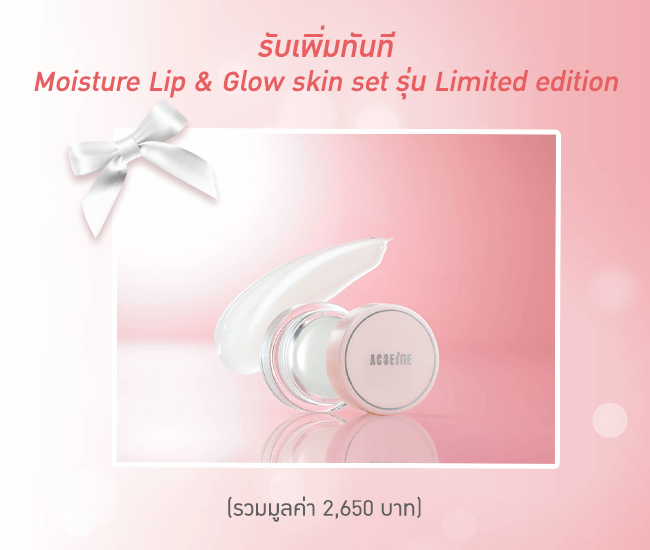 รับเพิ่มทันที
Moisture Lip & Glow skin set รุ่น Limited edition
ACSEINE
(รวมมูลค่า 2,650 บาท)